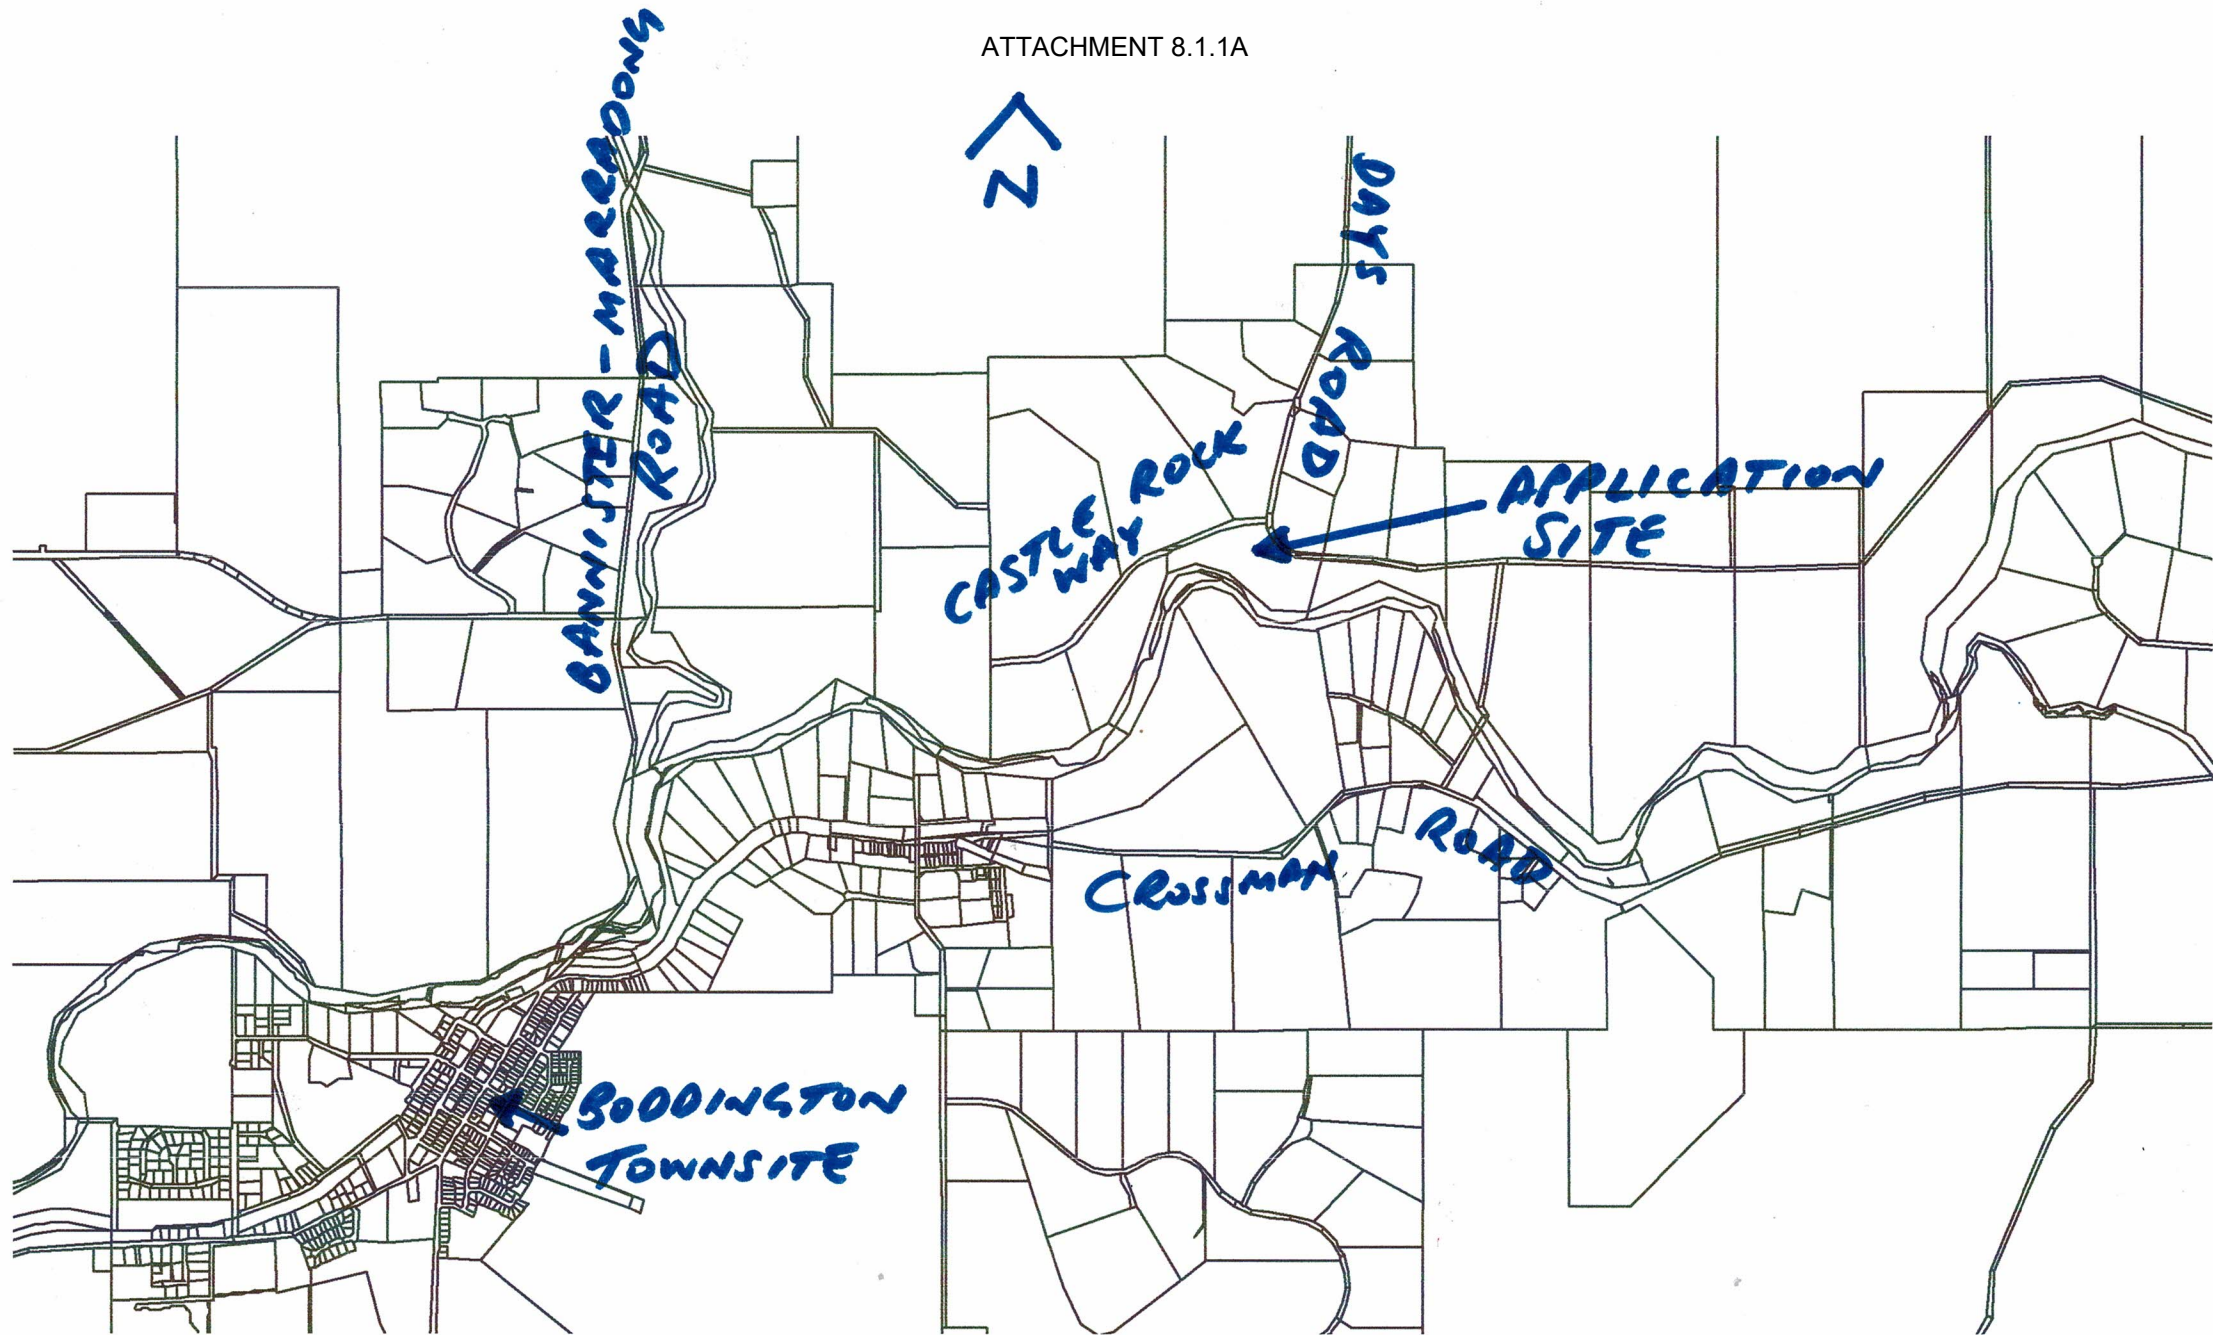 ATTACHMENT 8.1.1A
N
BANNISTER-MARRADONG
ROAD
DAYS ROAD
CASTLE ROCK
WAY
APPLICATION
SITE
CROSSMAN ROAD
BODDINGTON
TOWNSITE